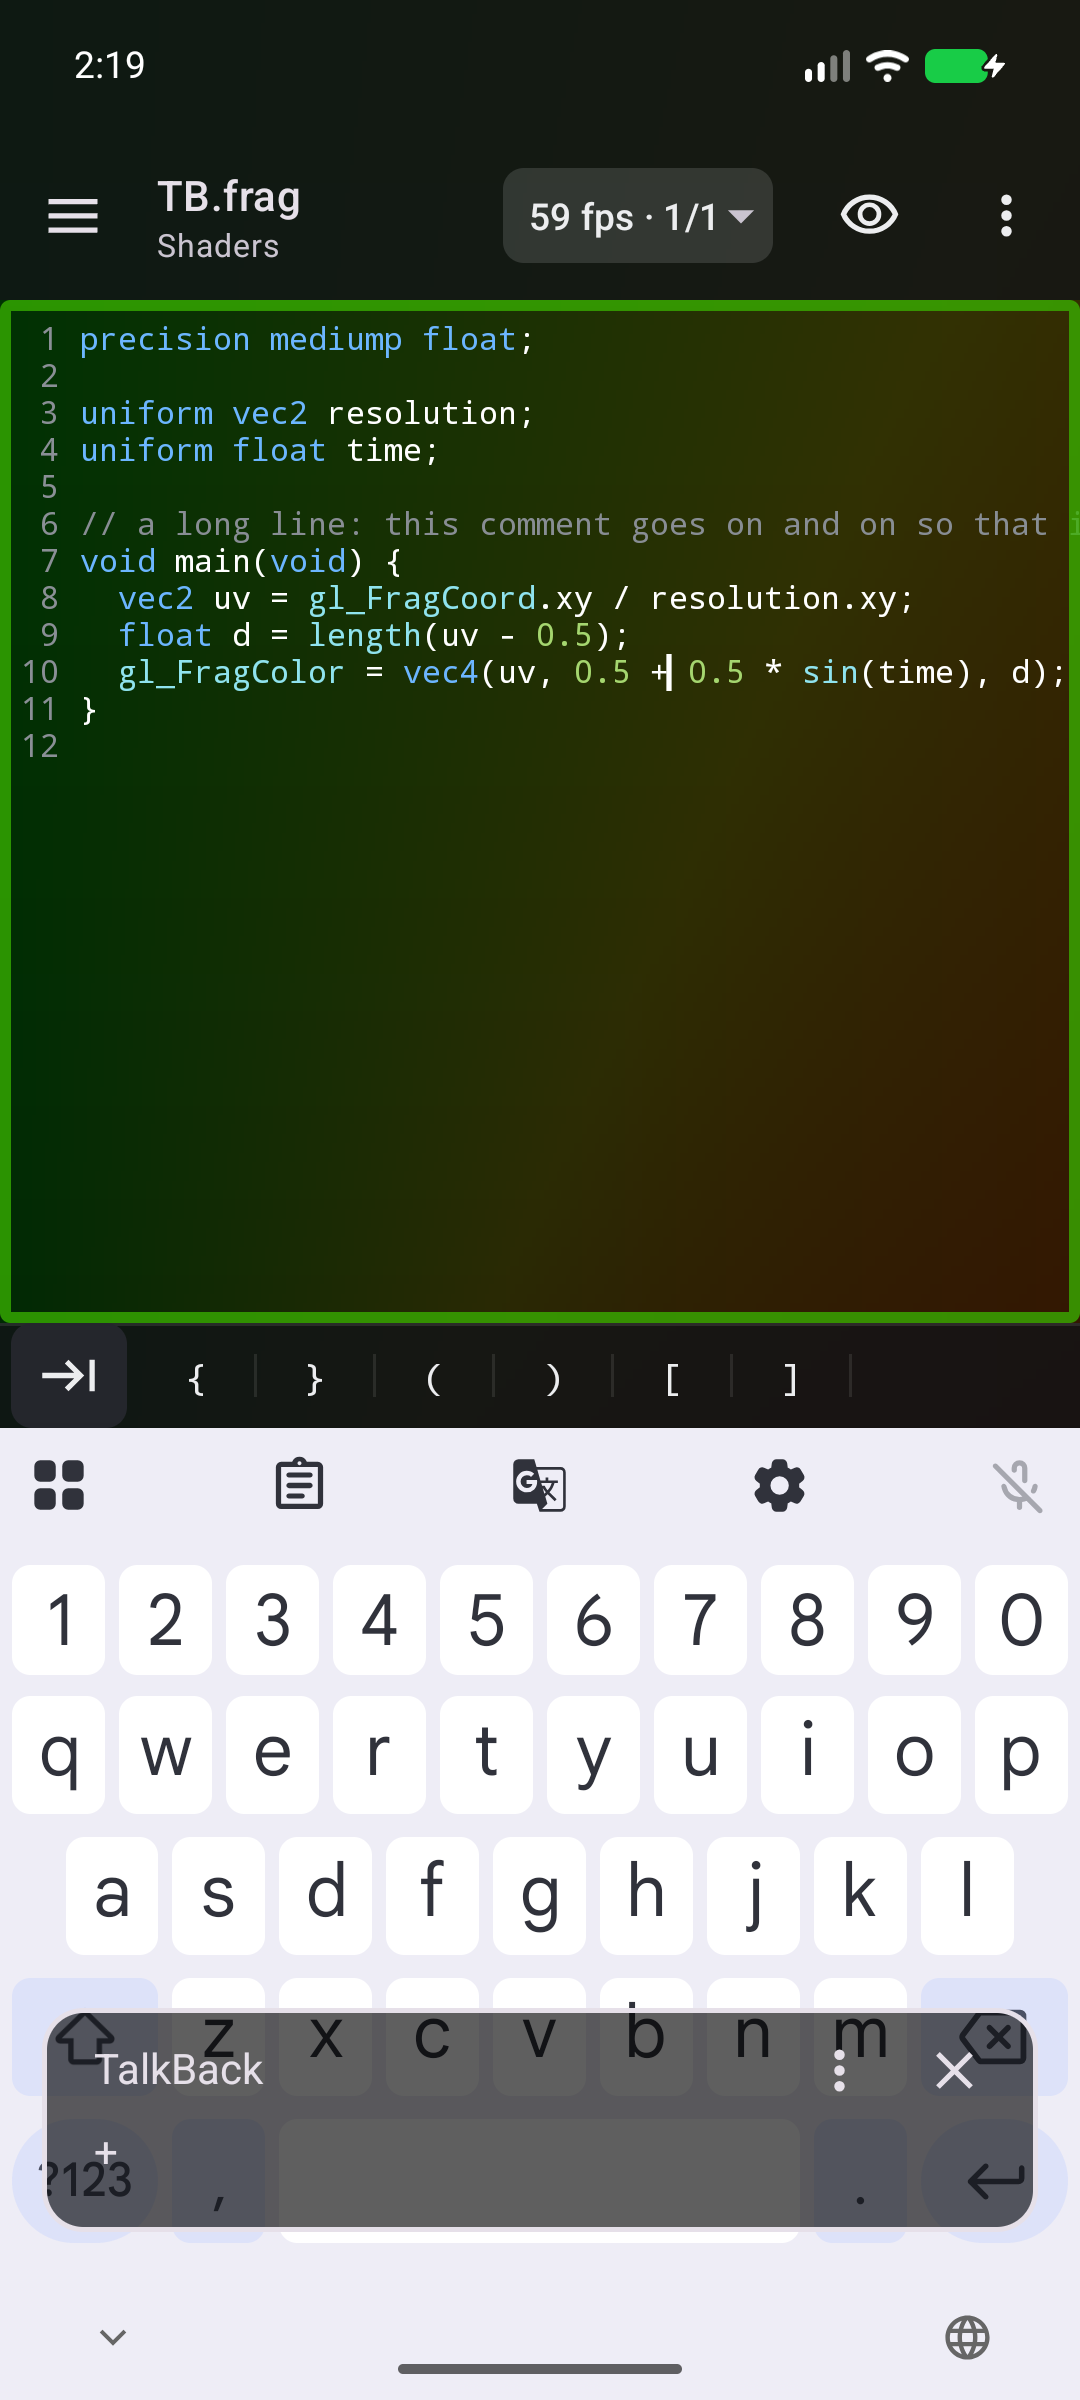 2:19
TB.frag
Shaders
59 fps · 1/1
1 precision mediump float;
2
3 uniform vec2 resolution;
4 uniform float time;
5
6 // a long line: this comment goes on and on so that i
7 void main(void) {
8   vec2 uv = gl_FragCoord.xy / resolution.xy;
9   float d = length(uv - 0.5);
10   gl_FragColor = vec4(uv, 0.5 + 0.5 * sin(time), d);
11 }
12
{ } ( ) [ ]
1 2 3 4 5 6 7 8 9 0
q w e r t y u i o p
a s d f g h j k l
z x c v b n m
TalkBack
+
?123 , .